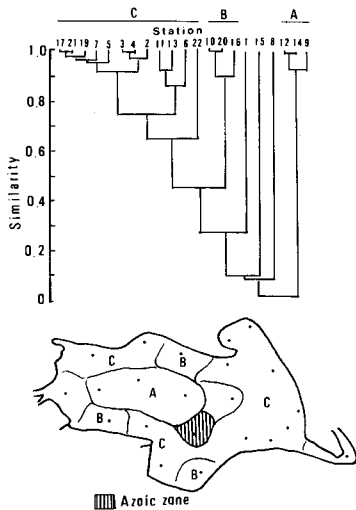 C B A
Station
17 21 19 7 5 3 4 2 11 13 6 22 10 20 16 1 15 8 12 14 9
1.0
0.8
0.6
0.4
0.2
0
Similarity
C B
A C
B C
B
Azoic zane